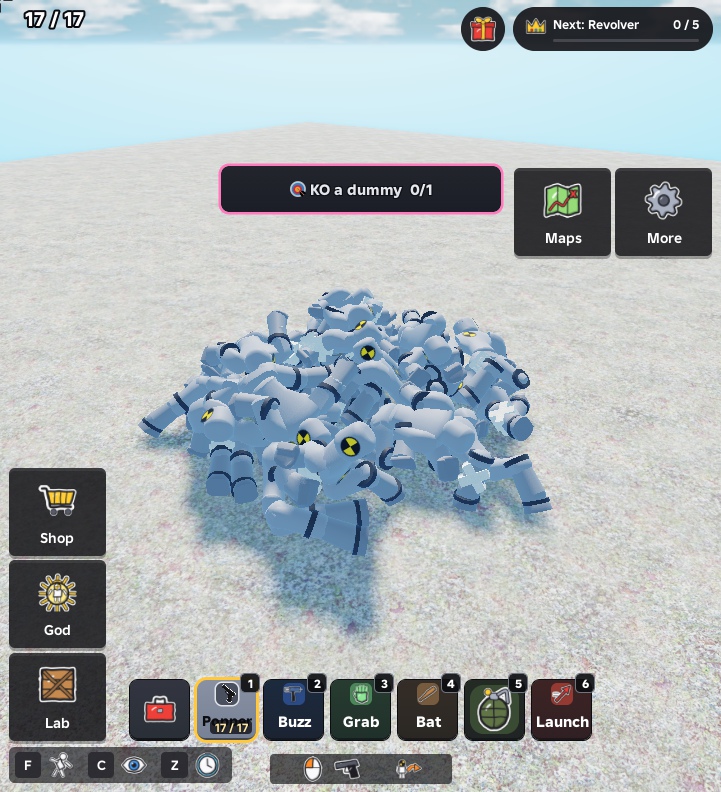 17 / 17
Next: Revolver 0 / 5
KO a dummy 0/1
Maps
More
Shop
God
Lab
1
17 / 17
2
Buzz
3
Grab
4
Bat
5
6
Launch
F
C
Z